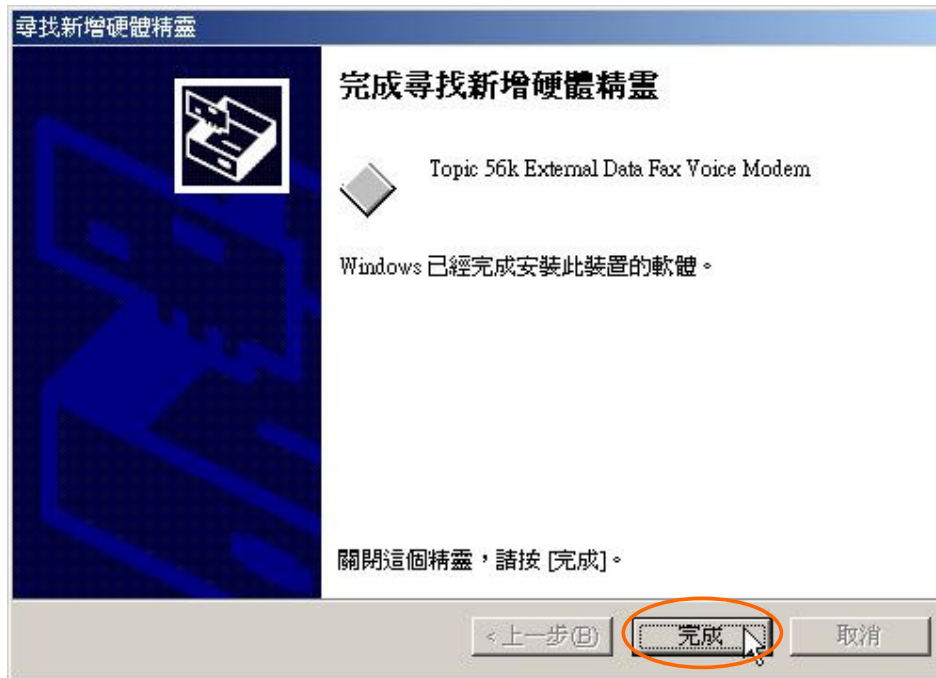 尋找新增硬體精靈
完成尋找新增硬體精靈
Topic 56k External Data Fax Voice Modem
Windows 已經完成安裝此裝置的軟體。
關閉這個精靈，請按 [完成]。
<上一步(B)
完成
取消